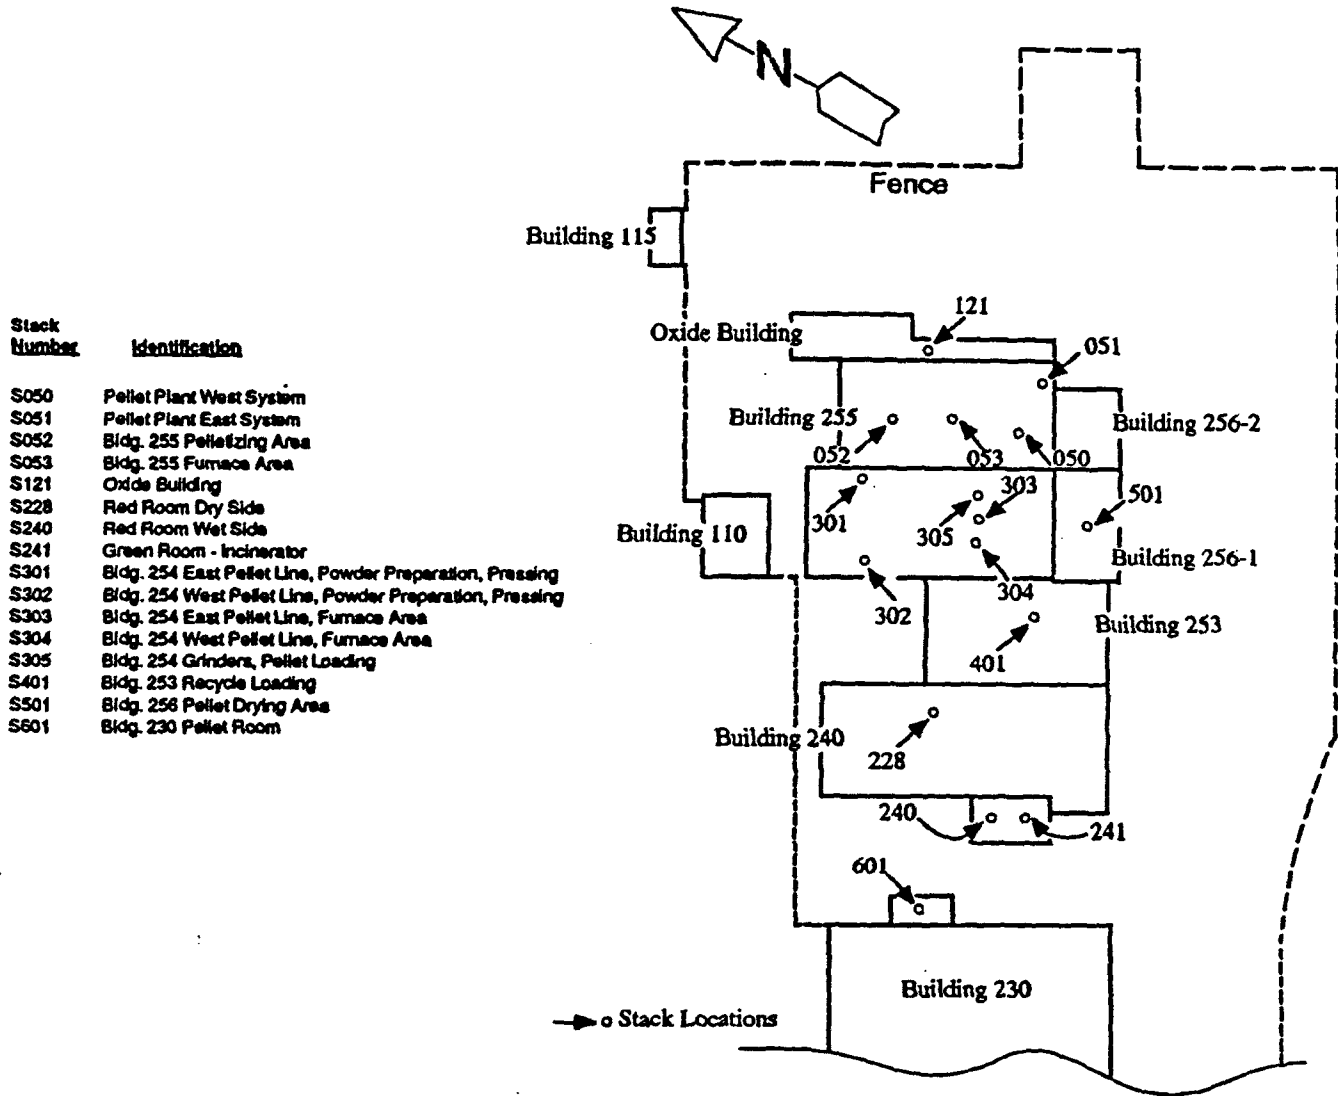 N
Fence
Building 115
121
Oxide Building
051
Stack
Number Identification
S050 Pellet Plant West System
S051 Pellet Plant East System
S052 Bldg. 255 Pelletizing Area
S053 Bldg. 255 Furnace Area
S121 Oxide Building
S228 Red Room Dry Side
S240 Red Room Wet Side
S241 Green Room - Incinerator
S301 Bldg. 254 East Pellet Line, Powder Preparation, Pressing
S302 Bldg. 254 West Pellet Line, Powder Preparation, Pressing
S303 Bldg. 254 East Pellet Line, Furnace Area
S304 Bldg. 254 West Pellet Line, Furnace Area
S305 Bldg. 254 Grinders, Pellet Loading
S401 Bldg. 253 Recycle Loading
S501 Bldg. 256 Pellet Drying Area
S601 Bldg. 230 Pellet Room
Building 255
Building 256-2
052
053
050
303
501
301
305
Building 110
Building 256-1
304
302
Building 253
401
Building 240
228
240
241
601
Building 230
Stack Locations